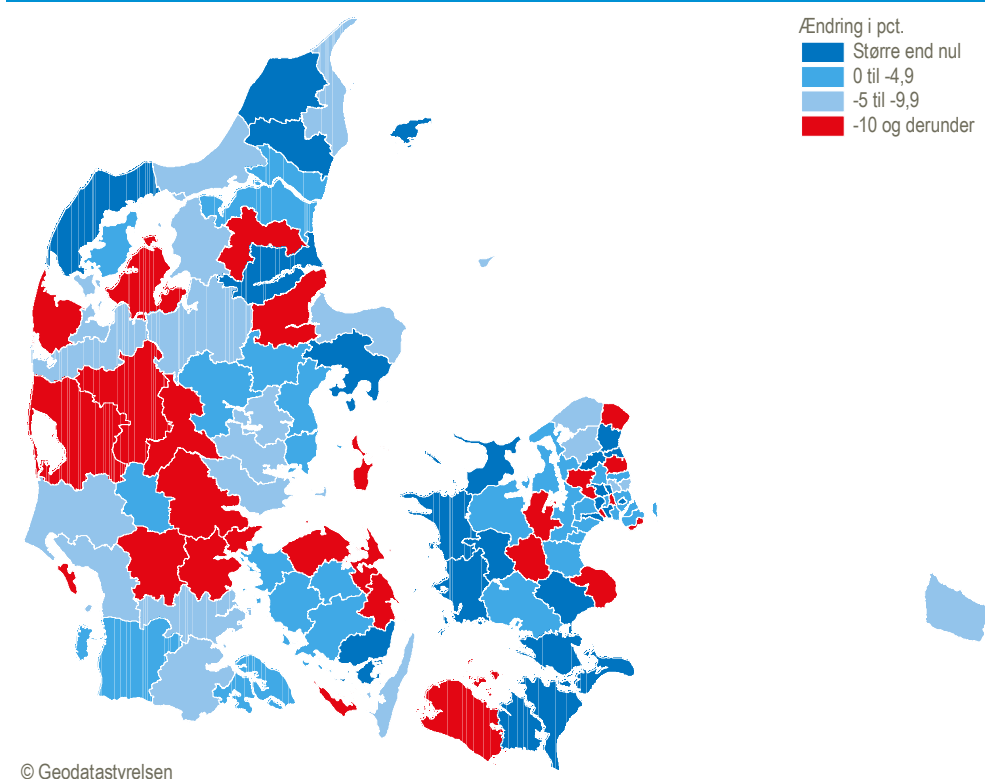 Ændring i pct.
Større end nul
0 til -4,9
-5 til -9,9
-10 og derunder
© Geodatastyrelsen